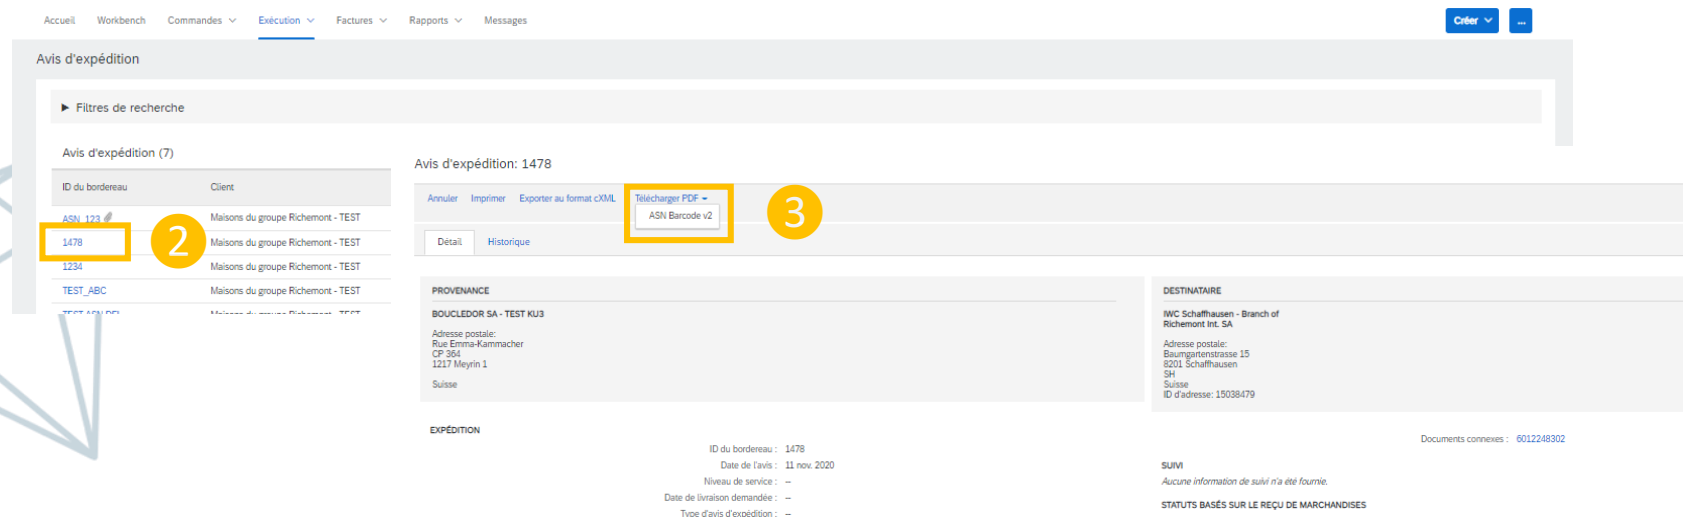 Accueil Workbench Commandes Exécution Factures Rapports Messages Créer ...
Avis d'expédition
Filtres de recherche
Avis d'expédition (7)
ID du bordereau Client
ASN_123 Maisons du groupe Richemont - TEST
1478 Maisons du groupe Richemont - TEST
2
1234 Maisons du groupe Richemont - TEST
TEST_ABC Maisons du groupe Richemont - TEST
Avis d'expédition: 1478
Annuler Imprimer Exporter au format cXML Télécharger PDF
ASN Barcode v2
3
Détail Historique
PROVENANCE
BOUCLEDOR SA - TEST KU3
Adresse postale:
Rue Emma-Kammacher
CP 364
1217 Meyrin 1
Suisse
DESTINATAIRE
IWC Schaffhausen - Branch of
Richemont Int. SA
Adresse postale:
Baumgartenstrasse 15
8201 Schaffhausen
SH
Suisse
ID d'adresse: 15038479
EXPÉDITION
ID du bordereau : 1478
Date de l'avis : 11 nov. 2020
Niveau de service : --
Date de livraison demandée : --
Type d'avis d'expédition : --
Documents connexes : 6012248302
SUIVI
Aucune information de suivi n'a été fournie.
STATUTS BASÉS SUR LE REÇU DE MARCHANDISES